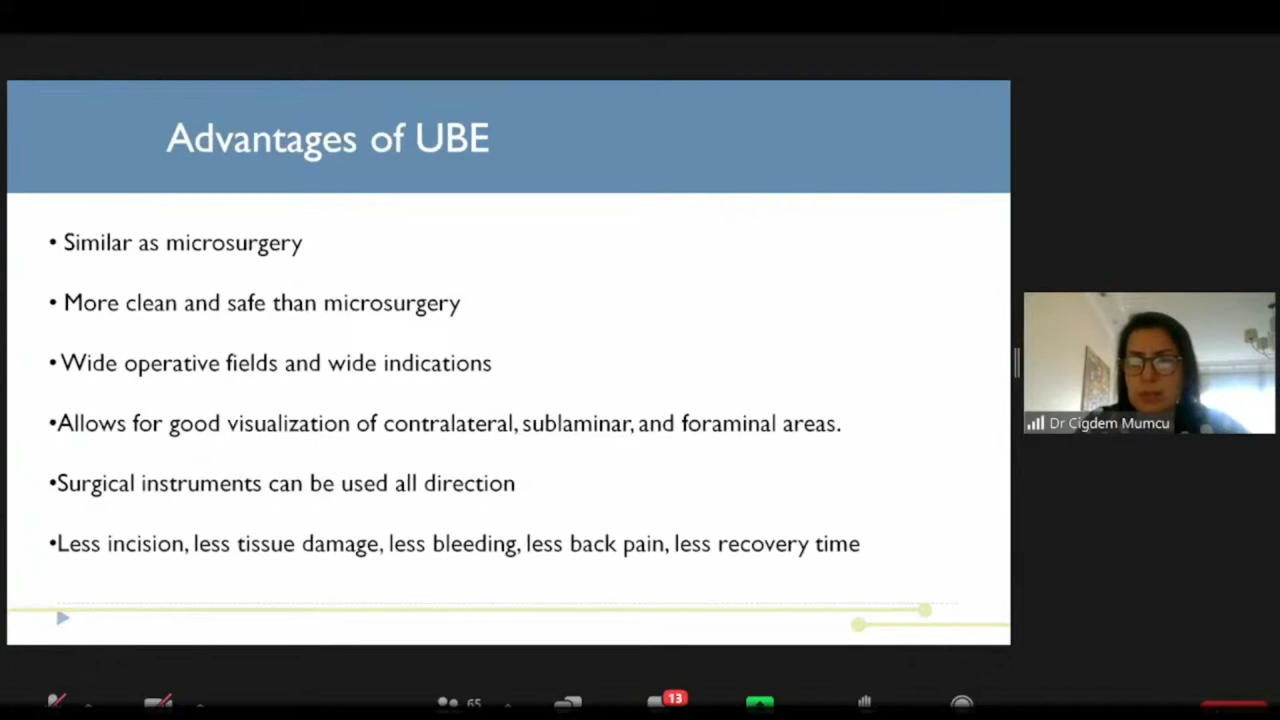 Advantages of UBE
• Similar as microsurgery
• More clean and safe than microsurgery
• Wide operative fields and wide indications
•Allows for good visualization of contralateral, sublaminar, and foraminal areas.
•Surgical instruments can be used all direction
•Less incision, less tissue damage, less bleeding, less back pain, less recovery time
Dr Cigdem Mumcu
65
13